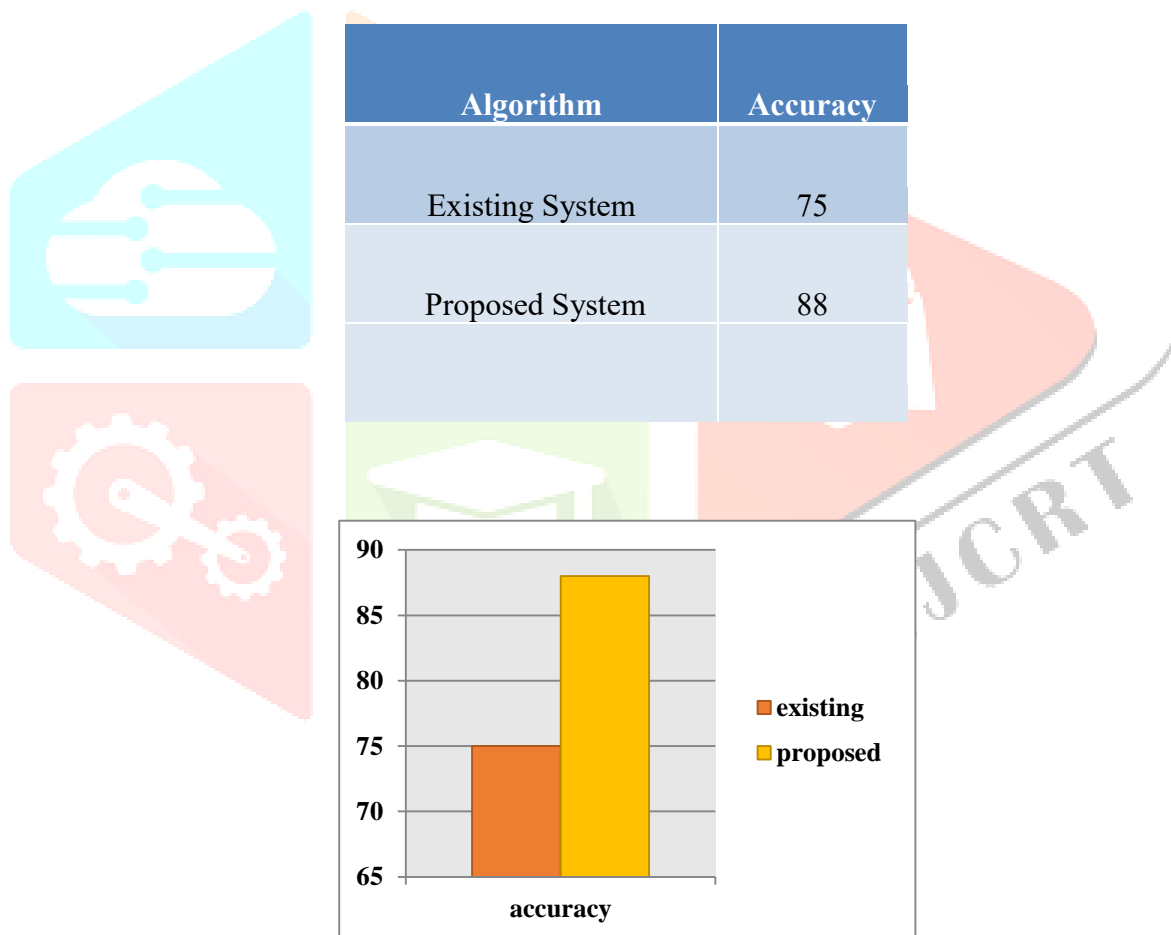 Algorithm Accuracy
Existing System 75
Proposed System 88
JCRT
90
85
80
75
70
65
accuracy
existing
proposed